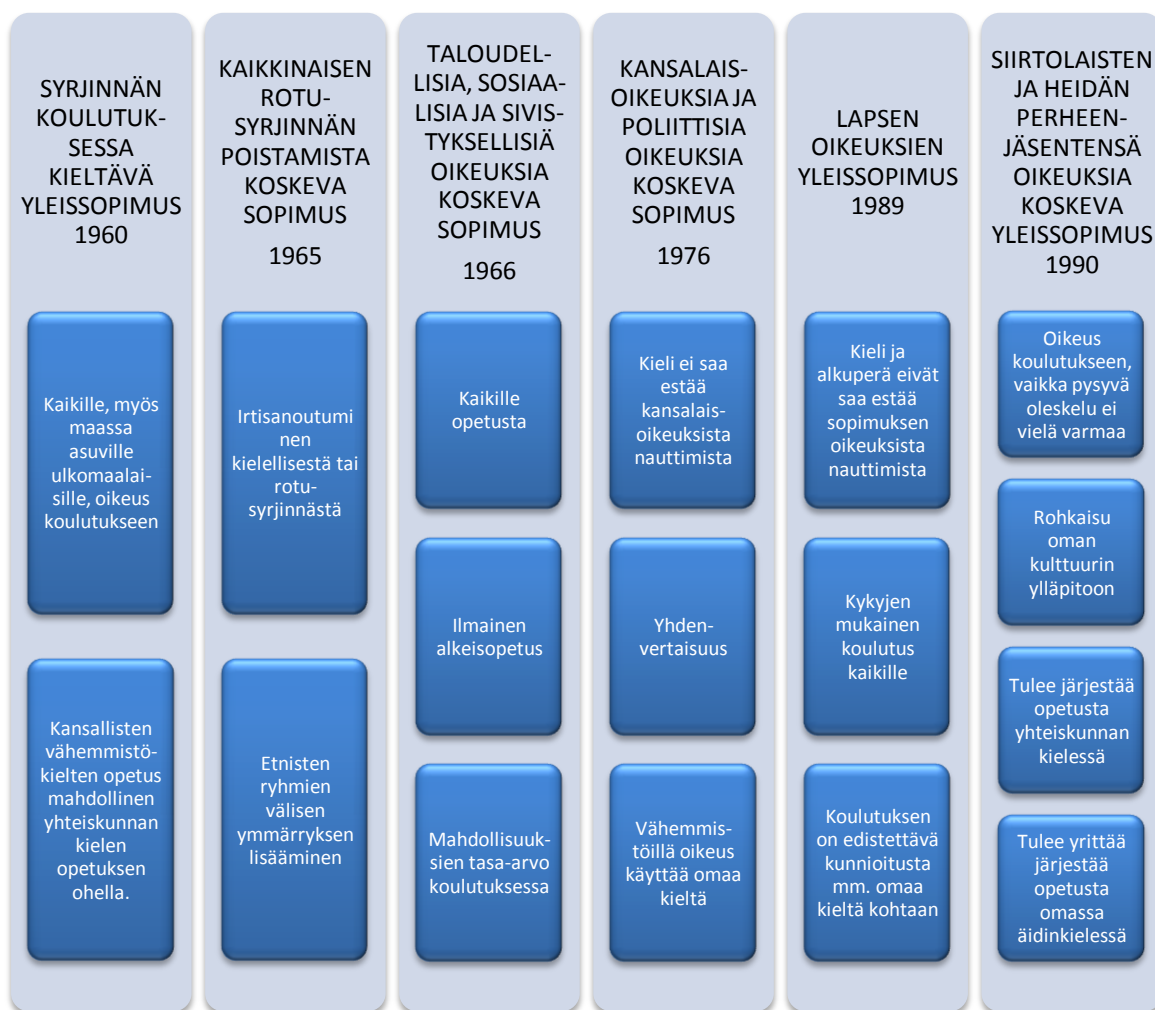 SYRJINNÄN
KOULUTUK-
SESSA
KIELTÄVÄ
YLEISSOPIMUS
1960
Kaikille, myös
maassa
asuville
ulkomaalai-
sille, oikeus
koulutukseen
Kansallisten
vähemmistö-
kielten opetus
mahdollinen
yhteiskunnan
kielen
opetuksen
ohella.
KAIKKINAISEN
ROTU-
SYRJINNÄN
POISTAMISTA
KOSKEVA
SOPIMUS
1965
Irtisanoutumi
nen
kielellisestä tai
rotu-
syrjinnästä
Etnisten
ryhmien
välisen
ymmärryksen
lisääminen
TALOUDEL-
LISIA, SOSIAA-
LISIA JA SIVIS-
TYKSELLISIÄ
OIKEUKSIA
KOSKEVA
SOPIMUS
1966
Kaikille
opetusta
Ilmainen
alkeisopetus
Mahdollisuuk-
sien tasa-arvo
koulutuksessa
KANSALAIS-
OIKEUKSIA JA
POLIITTISIA
OIKEUKSIA
KOSKEVA
SOPIMUS
1976
Kieli ei saa
estää
kansalais-
oikeuksista
nauttimista
Yhden-
vertaisuus
Vähemmis-
töillä oikeus
käyttää omaa
kieltä
LAPSEN
OIKEUKSIEN
YLEISSOPIMUS
1989
Kieli ja
alkuperä eivät
saa estää
sopimuksen
oikeuksista
nauttimista
Kykyjen
mukainen
koulutus
kaikille
Koulutuksen
on edistettävä
kunnioitusta
mm. omaa
kieltä kohtaan
SIIRTOLAISTEN
JA HEIDÄN
PERHEEN-
JÄSENTENSÄ
OIKEUKSIA
KOSKEVA
YLEISSOPIMUS
1990
Oikeus
koulutukseen,
vaikka pysyvä
oleskelu ei
vielä varmaa
Rohkaisu
oman
kulttuurin
ylläpitoon
Tulee järjestää
opetusta
yhteiskunnan
kielessä
Tulee yrittää
järjestää
opetusta
omassa
äidinkielessä